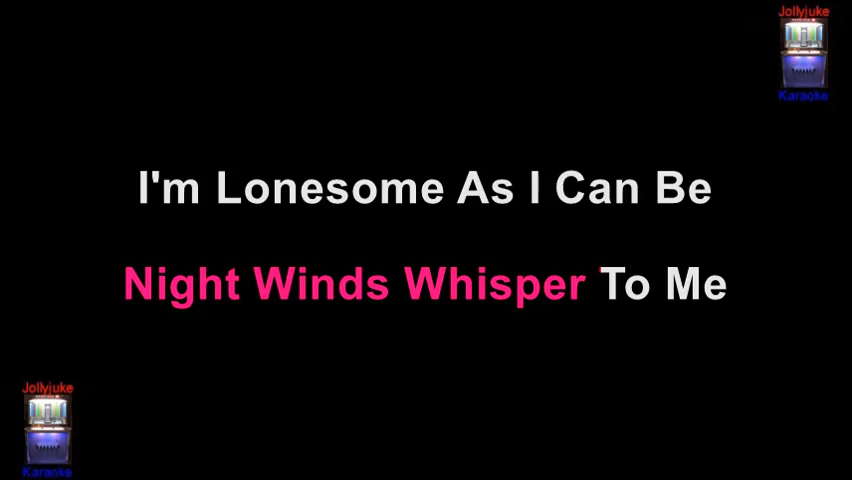 Jollyjuke
Karaoke
I'm Lonesome As I Can Be
Night Winds Whisper To Me
Jollyjuke
Karaoke